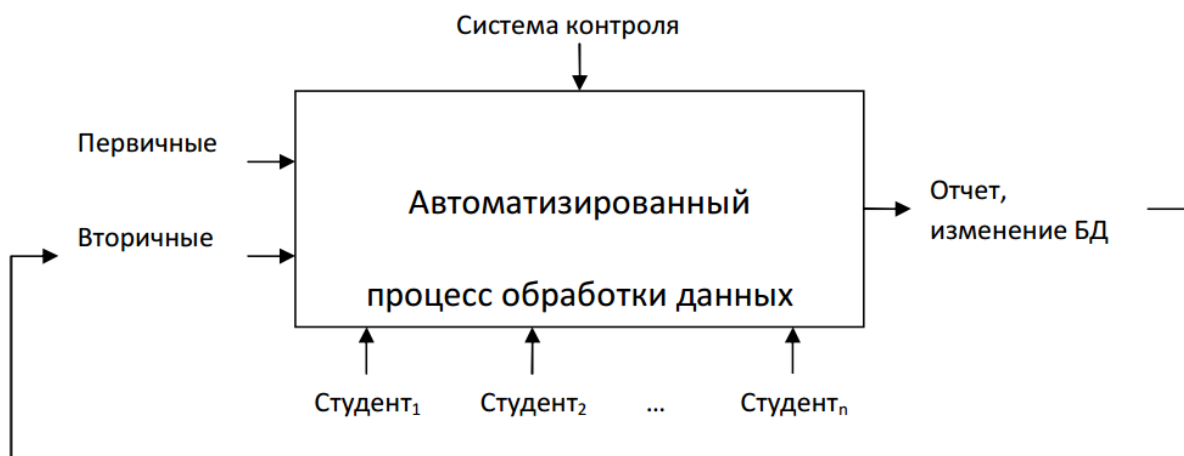 Система контроля
Первичные
Автоматизированный
Отчет,
изменение БД
Вторичные
процесс обработки данных
Студент₁ Студент₂ ... Студентₙ